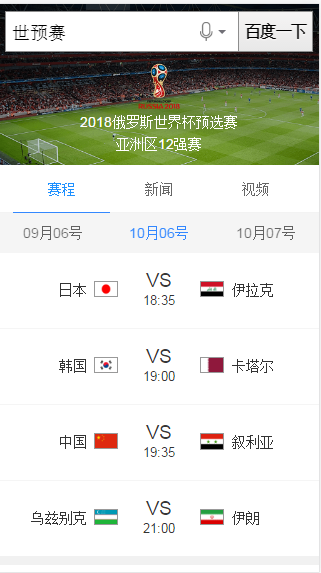 世预赛
百度一下
RUSSIA 2018
2018俄罗斯世界杯预选赛
亚洲区12强赛
赛程 新闻 视频
09月06号 10月06号 10月07号
日本 VS 伊拉克
18:35
韩国 VS 卡塔尔
19:00
中国 VS 叙利亚
19:35
乌兹别克 VS 伊朗
21:00